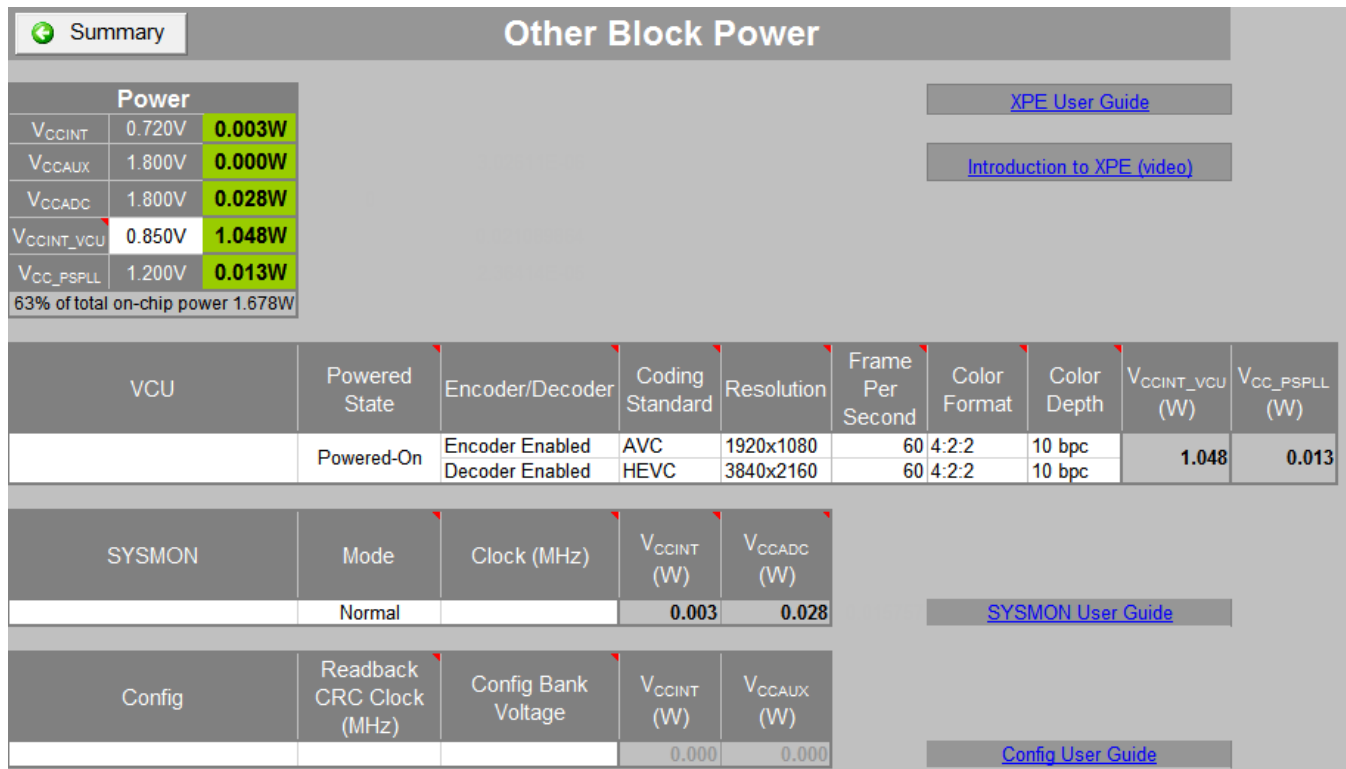 Summary
Other Block Power
Power
VCCINT 0.720V 0.003W
VCCAUX 1.800V 0.000W
VCCADC 1.800V 0.028W
VCCINT_VCU 0.850V 1.048W
VCC_PSPLL 1.200V 0.013W
63% of total on-chip power 1.678W
XPE User Guide
Introduction to XPE (video)
VCU Powered State Encoder/Decoder Coding Standard Resolution Frame Per Second Color Format Color Depth VCCINT_VCU (W) VCC_PSPLL (W)
Powered-On
Encoder Enabled AVC 1920x1080 60 4:2:2 10 bpc
Decoder Enabled HEVC 3840x2160 60 4:2:2 10 bpc
1.048 0.013
SYSMON Mode Clock (MHz) VCCINT (W) VCCADC (W)
Normal 0.003 0.028
SYSMON User Guide
Config Readback CRC Clock (MHz) Config Bank Voltage VCCINT (W) VCCAUX (W)
0.000 0.000
Config User Guide